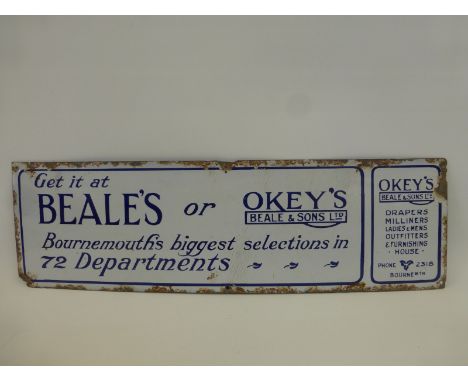 Get it at
BEALE'S or OKEY'S
BEALE & SONS LTD
Bournemouth's biggest selections in
72 Departments
OKEY'S
BEALE & SONS LTD
DRAPERS
MILLINERS
LADIES & MENS
OUTFITTERS
& FURNISHING
· HOUSE ·
PHONE 2318
BOURNEMTH